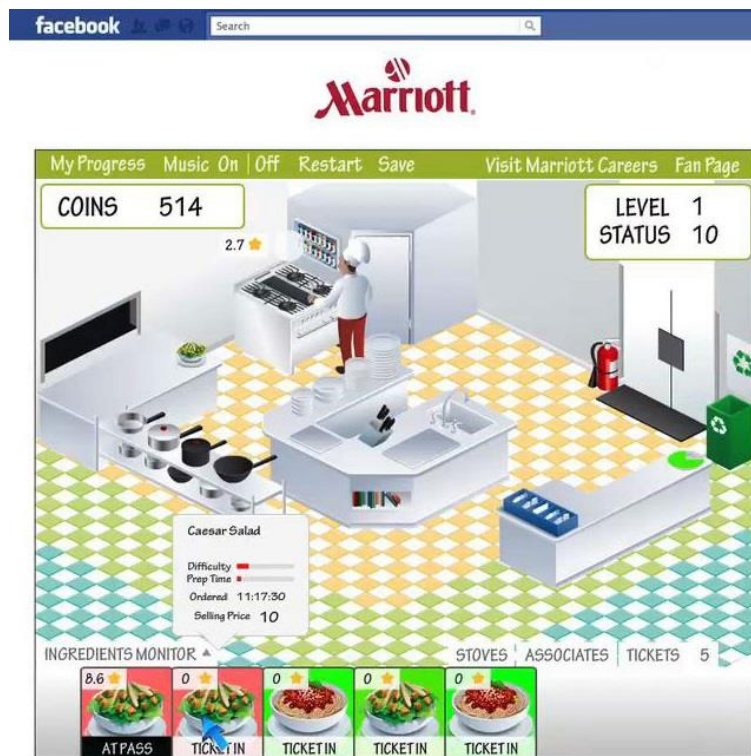 facebook
Search
Marriott.
My Progress Music On | Off Restart Save Visit Marriott Careers Fan Page
COINS 514
LEVEL 1
STATUS 10
2.7
Caesar Salad
Difficulty
Prep Time
Ordered 11:17:30
Selling Price 10
INGREDIENTS MONITOR
STOVES | ASSOCIATES | TICKETS 5
8.6 0 0 0 0
AT PASS TICKET IN TICKET IN TICKET IN TICKET IN